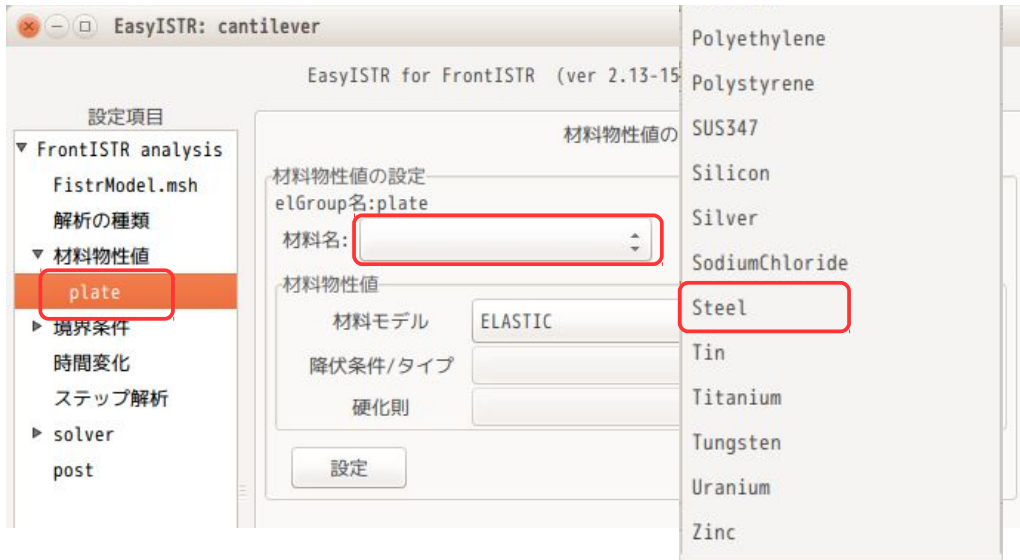 EasyISTR: cantilever
EasyISTR for FrontISTR (ver 2.13-15
設定項目
FrontISTR analysis
FistrModel.msh
解析の種類
材料物性値
plate
境界条件
時間変化
ステップ解析
solver
post
材料物性値の
材料物性値の設定
elGroup名:plate
材料名:
材料物性値
材料モデル ELASTIC
降伏条件/タイプ
硬化則
設定
Polyethylene
Polystyrene
SUS347
Silicon
Silver
SodiumChloride
Steel
Tin
Titanium
Tungsten
Uranium
Zinc